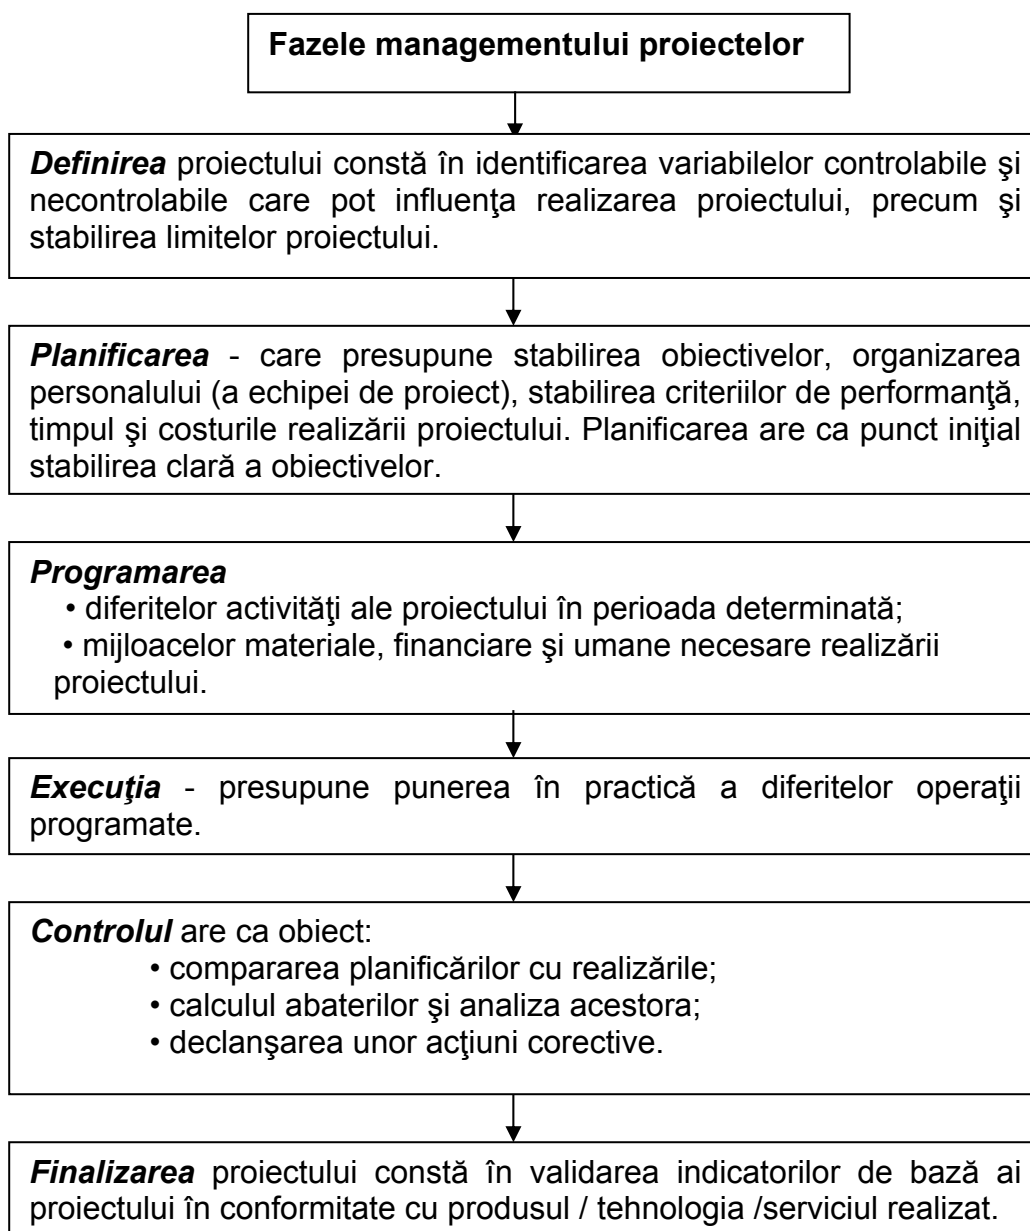 Fazele managementului proiectelor
Definirea proiectului constă în identificarea variabilelor controlabile şi
necontrolabile care pot influenţa realizarea proiectului, precum şi
stabilirea limitelor proiectului.
Planificarea - care presupune stabilirea obiectivelor, organizarea
personalului (a echipei de proiect), stabilirea criteriilor de performanţă,
timpul şi costurile realizării proiectului. Planificarea are ca punct iniţial
stabilirea clară a obiectivelor.
Programarea
• diferitelor activităţi ale proiectului în perioada determinată;
• mijloacelor materiale, financiare şi umane necesare realizării
proiectului.
Execuţia - presupune punerea în practică a diferitelor operaţii
programate.
Controlul are ca obiect:
• compararea planificărilor cu realizările;
• calculul abaterilor şi analiza acestora;
• declanşarea unor acţiuni corective.
Finalizarea proiectului constă în validarea indicatorilor de bază ai
proiectului în conformitate cu produsul / tehnologia /serviciul realizat.